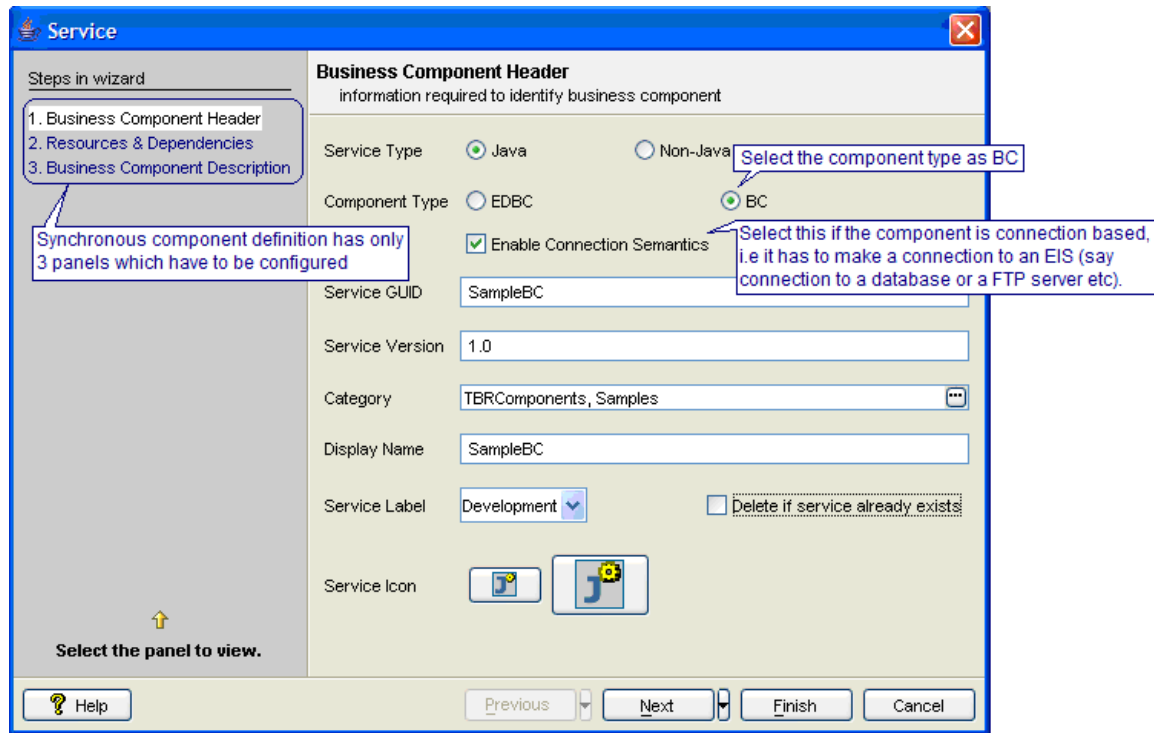 Service
Steps in wizard
1. Business Component Header
2. Resources & Dependencies
3. Business Component Description
Synchronous component definition has only
3 panels which have to be configured
Select the panel to view.
Business Component Header
information required to identify business component
Service Type Java Non-Java
Select the component type as BC
Component Type EDBC BC
Enable Connection Semantics
Select this if the component is connection based,
i.e it has to make a connection to an EIS (say
connection to a database or a FTP server etc).
Service GUID SampleBC
Service Version 1.0
Category TBRComponents, Samples
Display Name SampleBC
Service Label Development Delete if service already exists
Service Icon J J
Help Previous Next Finish Cancel